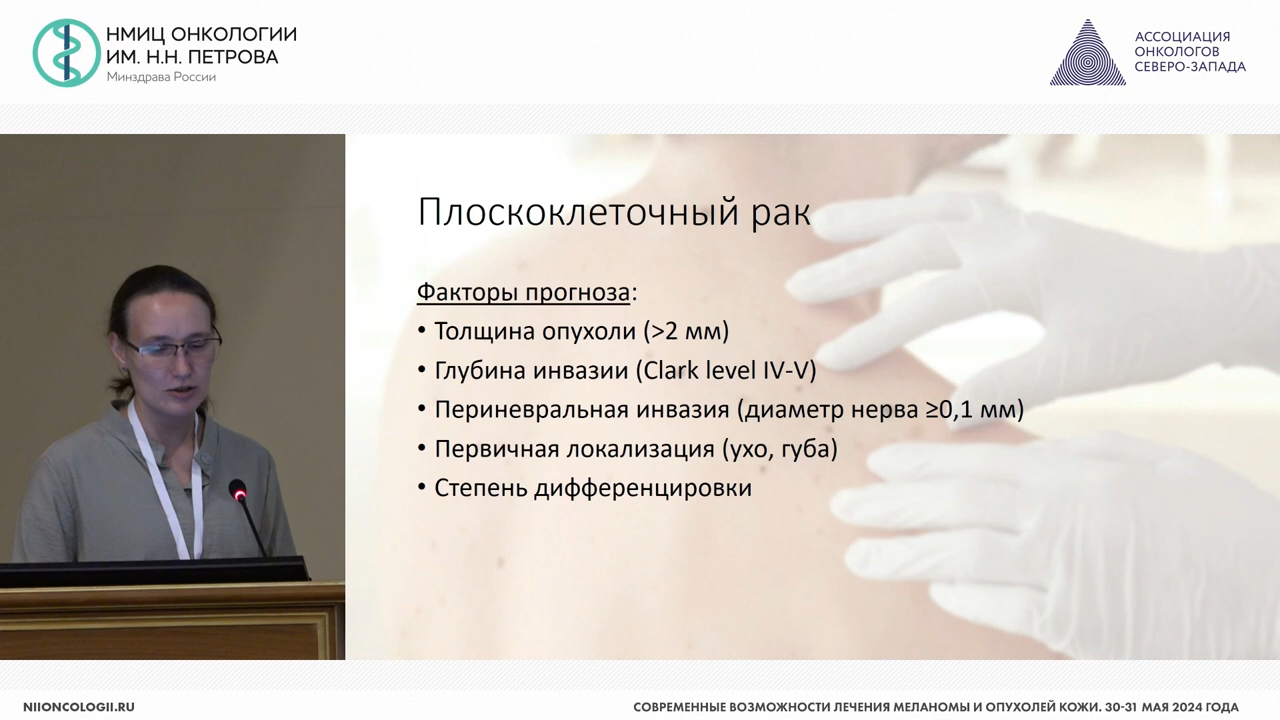 НМИЦ ОНКОЛОГИИ
ИМ. Н.Н. ПЕТРОВА
Минздрава России
АССОЦИАЦИЯ
ОНКОЛОГОВ
СЕВЕРО-ЗАПАДА
Плоскоклеточный рак
Факторы прогноза:
• Толщина опухоли (>2 мм)
• Глубина инвазии (Clark level IV-V)
• Периневральная инвазия (диаметр нерва ≥0,1 мм)
• Первичная локализация (ухо, губа)
• Степень дифференцировки
NIIONCOLOGII.RU
СОВРЕМЕННЫЕ ВОЗМОЖНОСТИ ЛЕЧЕНИЯ МЕЛАНОМЫ И ОПУХОЛЕЙ КОЖИ. 30-31 МАЯ 2024 ГОДА